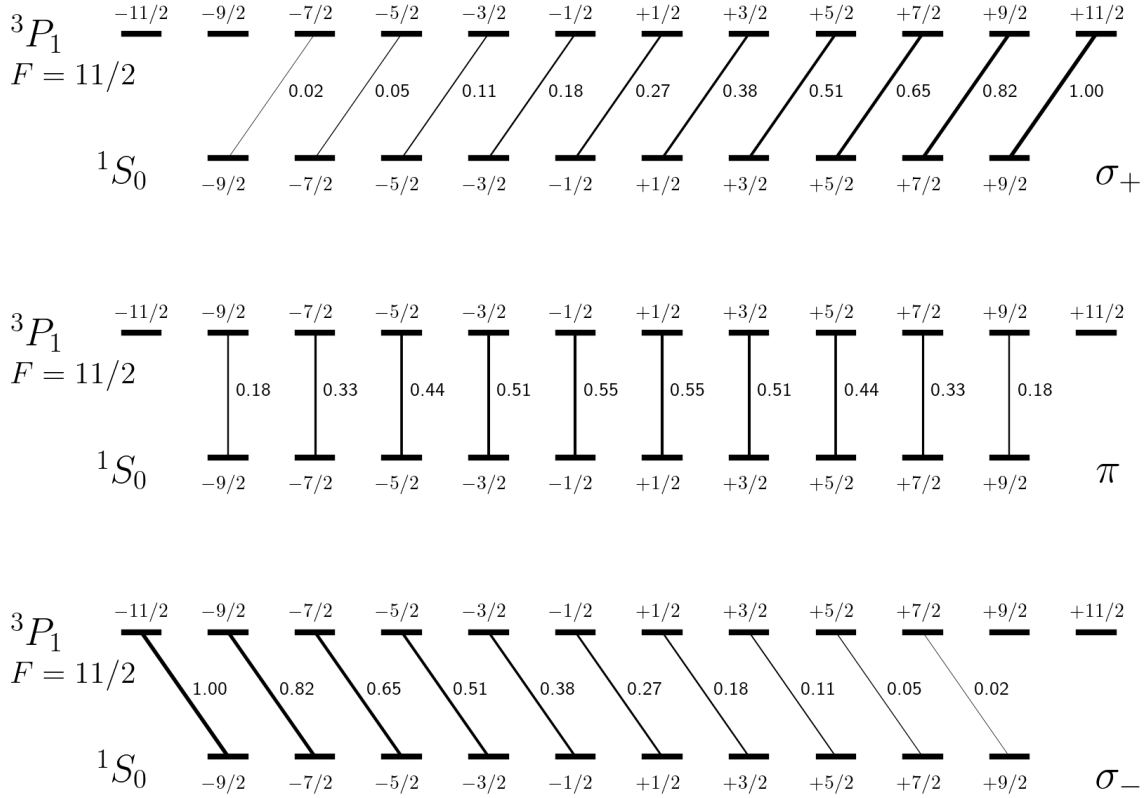 ³P₁ −11/2 −9/2 −7/2 −5/2 −3/2 −1/2 +1/2 +3/2 +5/2 +7/2 +9/2 +11/2
F = 11/2
0.02 0.05 0.11 0.18 0.27 0.38 0.51 0.65 0.82 1.00
¹S₀ −9/2 −7/2 −5/2 −3/2 −1/2 +1/2 +3/2 +5/2 +7/2 +9/2 σ₊
³P₁ −11/2 −9/2 −7/2 −5/2 −3/2 −1/2 +1/2 +3/2 +5/2 +7/2 +9/2 +11/2
F = 11/2
0.18 0.33 0.44 0.51 0.55 0.55 0.51 0.44 0.33 0.18
¹S₀ −9/2 −7/2 −5/2 −3/2 −1/2 +1/2 +3/2 +5/2 +7/2 +9/2 π
³P₁ −11/2 −9/2 −7/2 −5/2 −3/2 −1/2 +1/2 +3/2 +5/2 +7/2 +9/2 +11/2
F = 11/2
1.00 0.82 0.65 0.51 0.38 0.27 0.18 0.11 0.05 0.02
¹S₀ −9/2 −7/2 −5/2 −3/2 −1/2 +1/2 +3/2 +5/2 +7/2 +9/2 σ₋